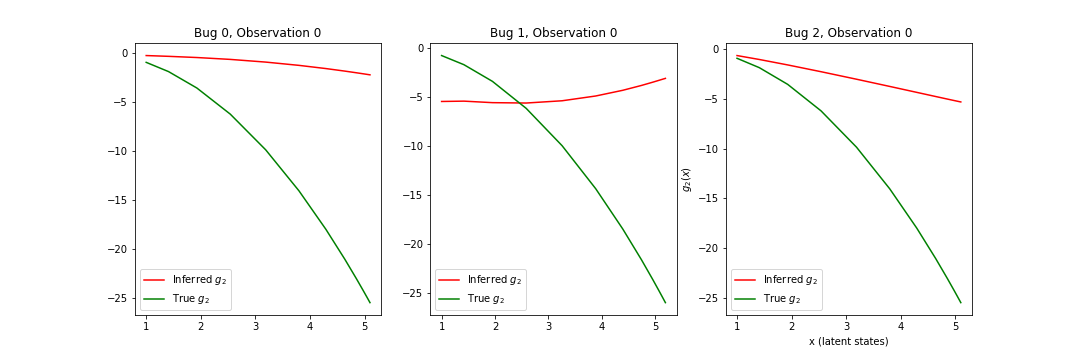 Bug 0, Observation 0
0
−5
−10
−15
−20
−25
1 2 3 4 5
Inferred g₂
True g₂
Bug 1, Observation 0
0
−5
−10
−15
−20
−25
1 2 3 4 5
Inferred g₂
True g₂
Bug 2, Observation 0
g₂(x)
0
−5
−10
−15
−20
−25
1 2 3 4 5
x (latent states)
Inferred g₂
True g₂